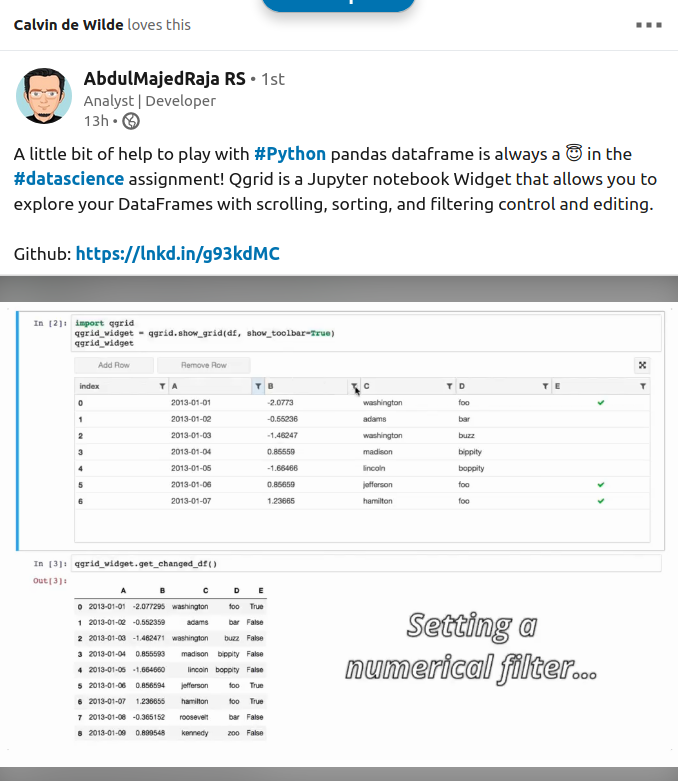 Calvin de Wilde loves this
AbdulMajedRaja RS • 1st
Analyst | Developer
13h •
A little bit of help to play with #Python pandas dataframe is always a 😇 in the
#datascience assignment! Qgrid is a Jupyter notebook Widget that allows you to
explore your DataFrames with scrolling, sorting, and filtering control and editing.
Github: https://lnkd.in/g93kdMC
In [2]: import qgrid
qgrid_widget = qgrid.show_grid(df, show_toolbar=True)
qgrid_widget
Add Row Remove Row
index A B C D E
0 2013-01-01 -2.0773 washington foo ✓
1 2013-01-02 -0.55236 adams bar
2 2013-01-03 -1.46247 washington buzz
3 2013-01-04 0.85559 madison bippity
4 2013-01-05 -1.66466 lincoln boppity
5 2013-01-06 0.85659 jefferson foo ✓
6 2013-01-07 1.23665 hamilton foo ✓
In [3]: qgrid_widget.get_changed_df()
Out[3]:
A B C D E
0 2013-01-01 -2.077295 washington foo True
1 2013-01-02 -0.552359 adams bar False
2 2013-01-03 -1.462471 washington buzz False
3 2013-01-04 0.855593 madison bippity False
4 2013-01-05 -1.664660 lincoln boppity False
5 2013-01-06 0.856594 jefferson foo True
6 2013-01-07 1.236655 hamilton foo True
7 2013-01-08 -0.365152 roosevelt bar False
8 2013-01-09 0.899548 kennedy zoo False
Setting a
numerical filter...